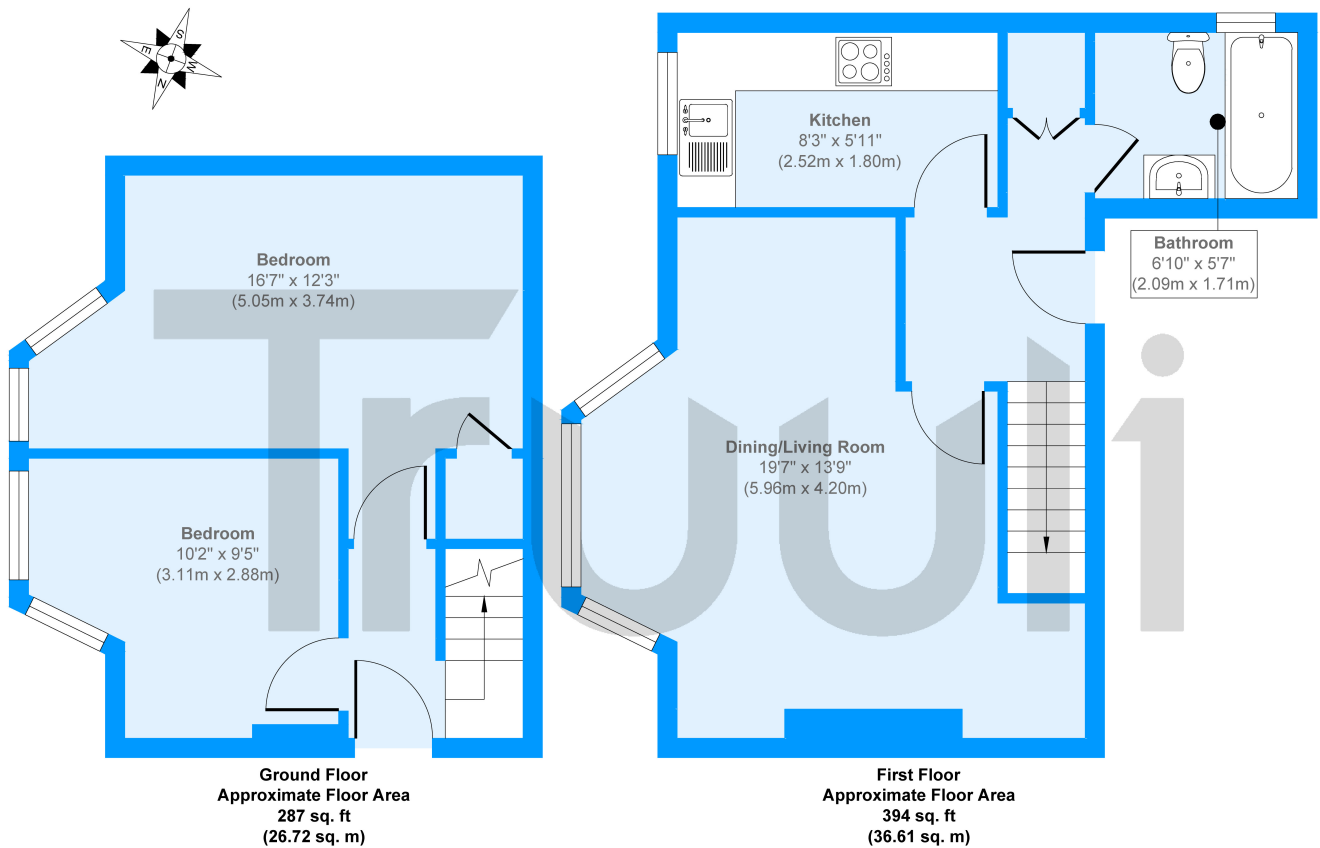 S
E
W
N
Kitchen
8'3" x 5'11"
(2.52m x 1.80m)
Bedroom
16'7" x 12'3"
(5.05m x 3.74m)
Bathroom
6'10" x 5'7"
(2.09m x 1.71m)
Truuli
Dining/Living Room
19'7" x 13'9"
(5.96m x 4.20m)
Bedroom
10'2" x 9'5"
(3.11m x 2.88m)
Ground Floor
Approximate Floor Area
287 sq. ft
(26.72 sq. m)
First Floor
Approximate Floor Area
394 sq. ft
(36.61 sq. m)